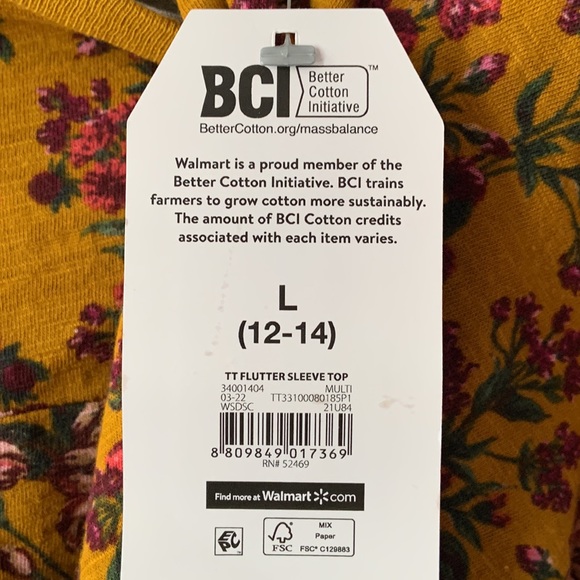 BCI Better Cotton Initiative™
BetterCotton.org/massbalance
Walmart is a proud member of the
Better Cotton Initiative. BCI trains
farmers to grow cotton more sustainably.
The amount of BCI Cotton credits
associated with each item varies.
L
(12-14)
TT FLUTTER SLEEVE TOP
34001404 MULTI
03-22 TT33100080185P1
WSDSC 21U84
8 809849 017369
RN# 52469
Find more at Walmart.com
FSC
MIX
Paper
FSC® C129883